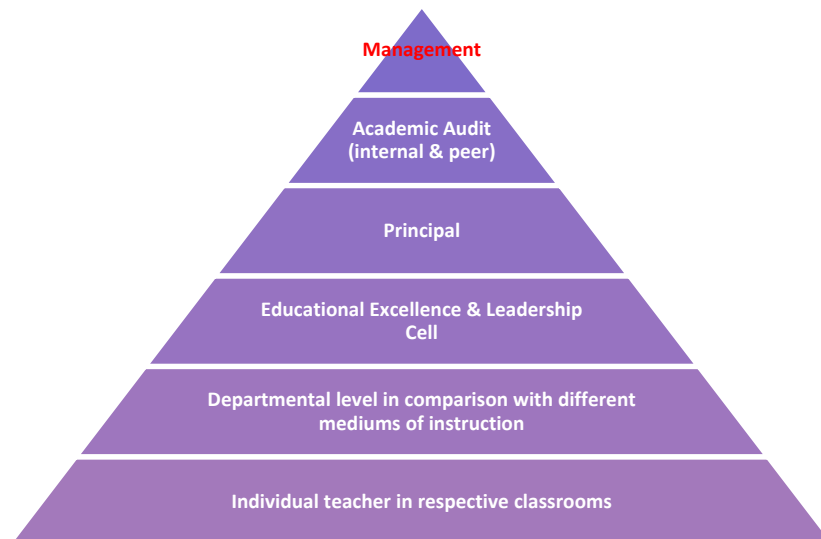 Management
Academic Audit
(internal & peer)
Principal
Educational Excellence & Leadership
Cell
Departmental level in comparison with different
mediums of instruction
Individual teacher in respective classrooms